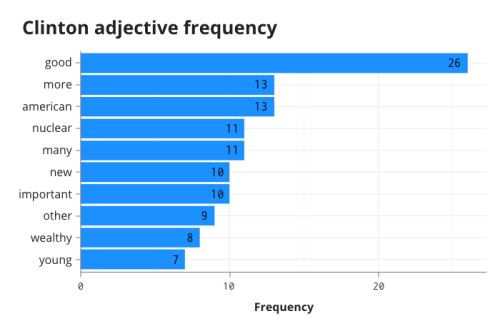 Clinton adjective frequency
good 26
more 13
american 13
nuclear 11
many 11
new 10
important 10
other 9
wealthy 8
young 7
0 10 20
Frequency